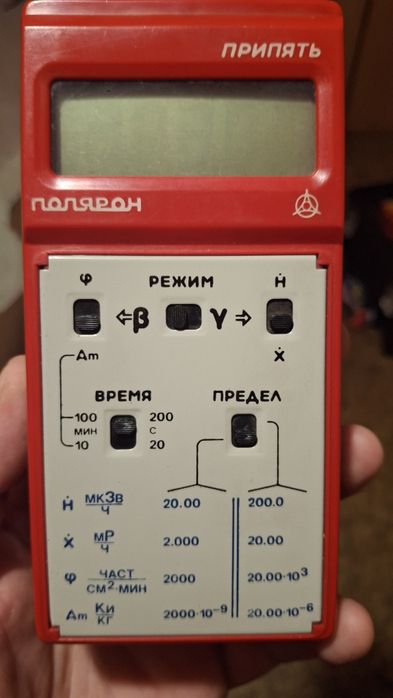 ПРИПЯТЬ
ПОЛЯРОН
φ РЕЖИМ Ḣ
⇐β γ⇒
Am Ẋ
ВРЕМЯ ПРЕДЕЛ
100 200
мин с
10 20
Ḣ мкЗв/ч 20.00 200.0
Ẋ мР/ч 2.000 20.00
φ част/см²·мин 2000 20.00·10³
Am Ки/кг 2000·10⁻⁹ 20.00·10⁻⁶